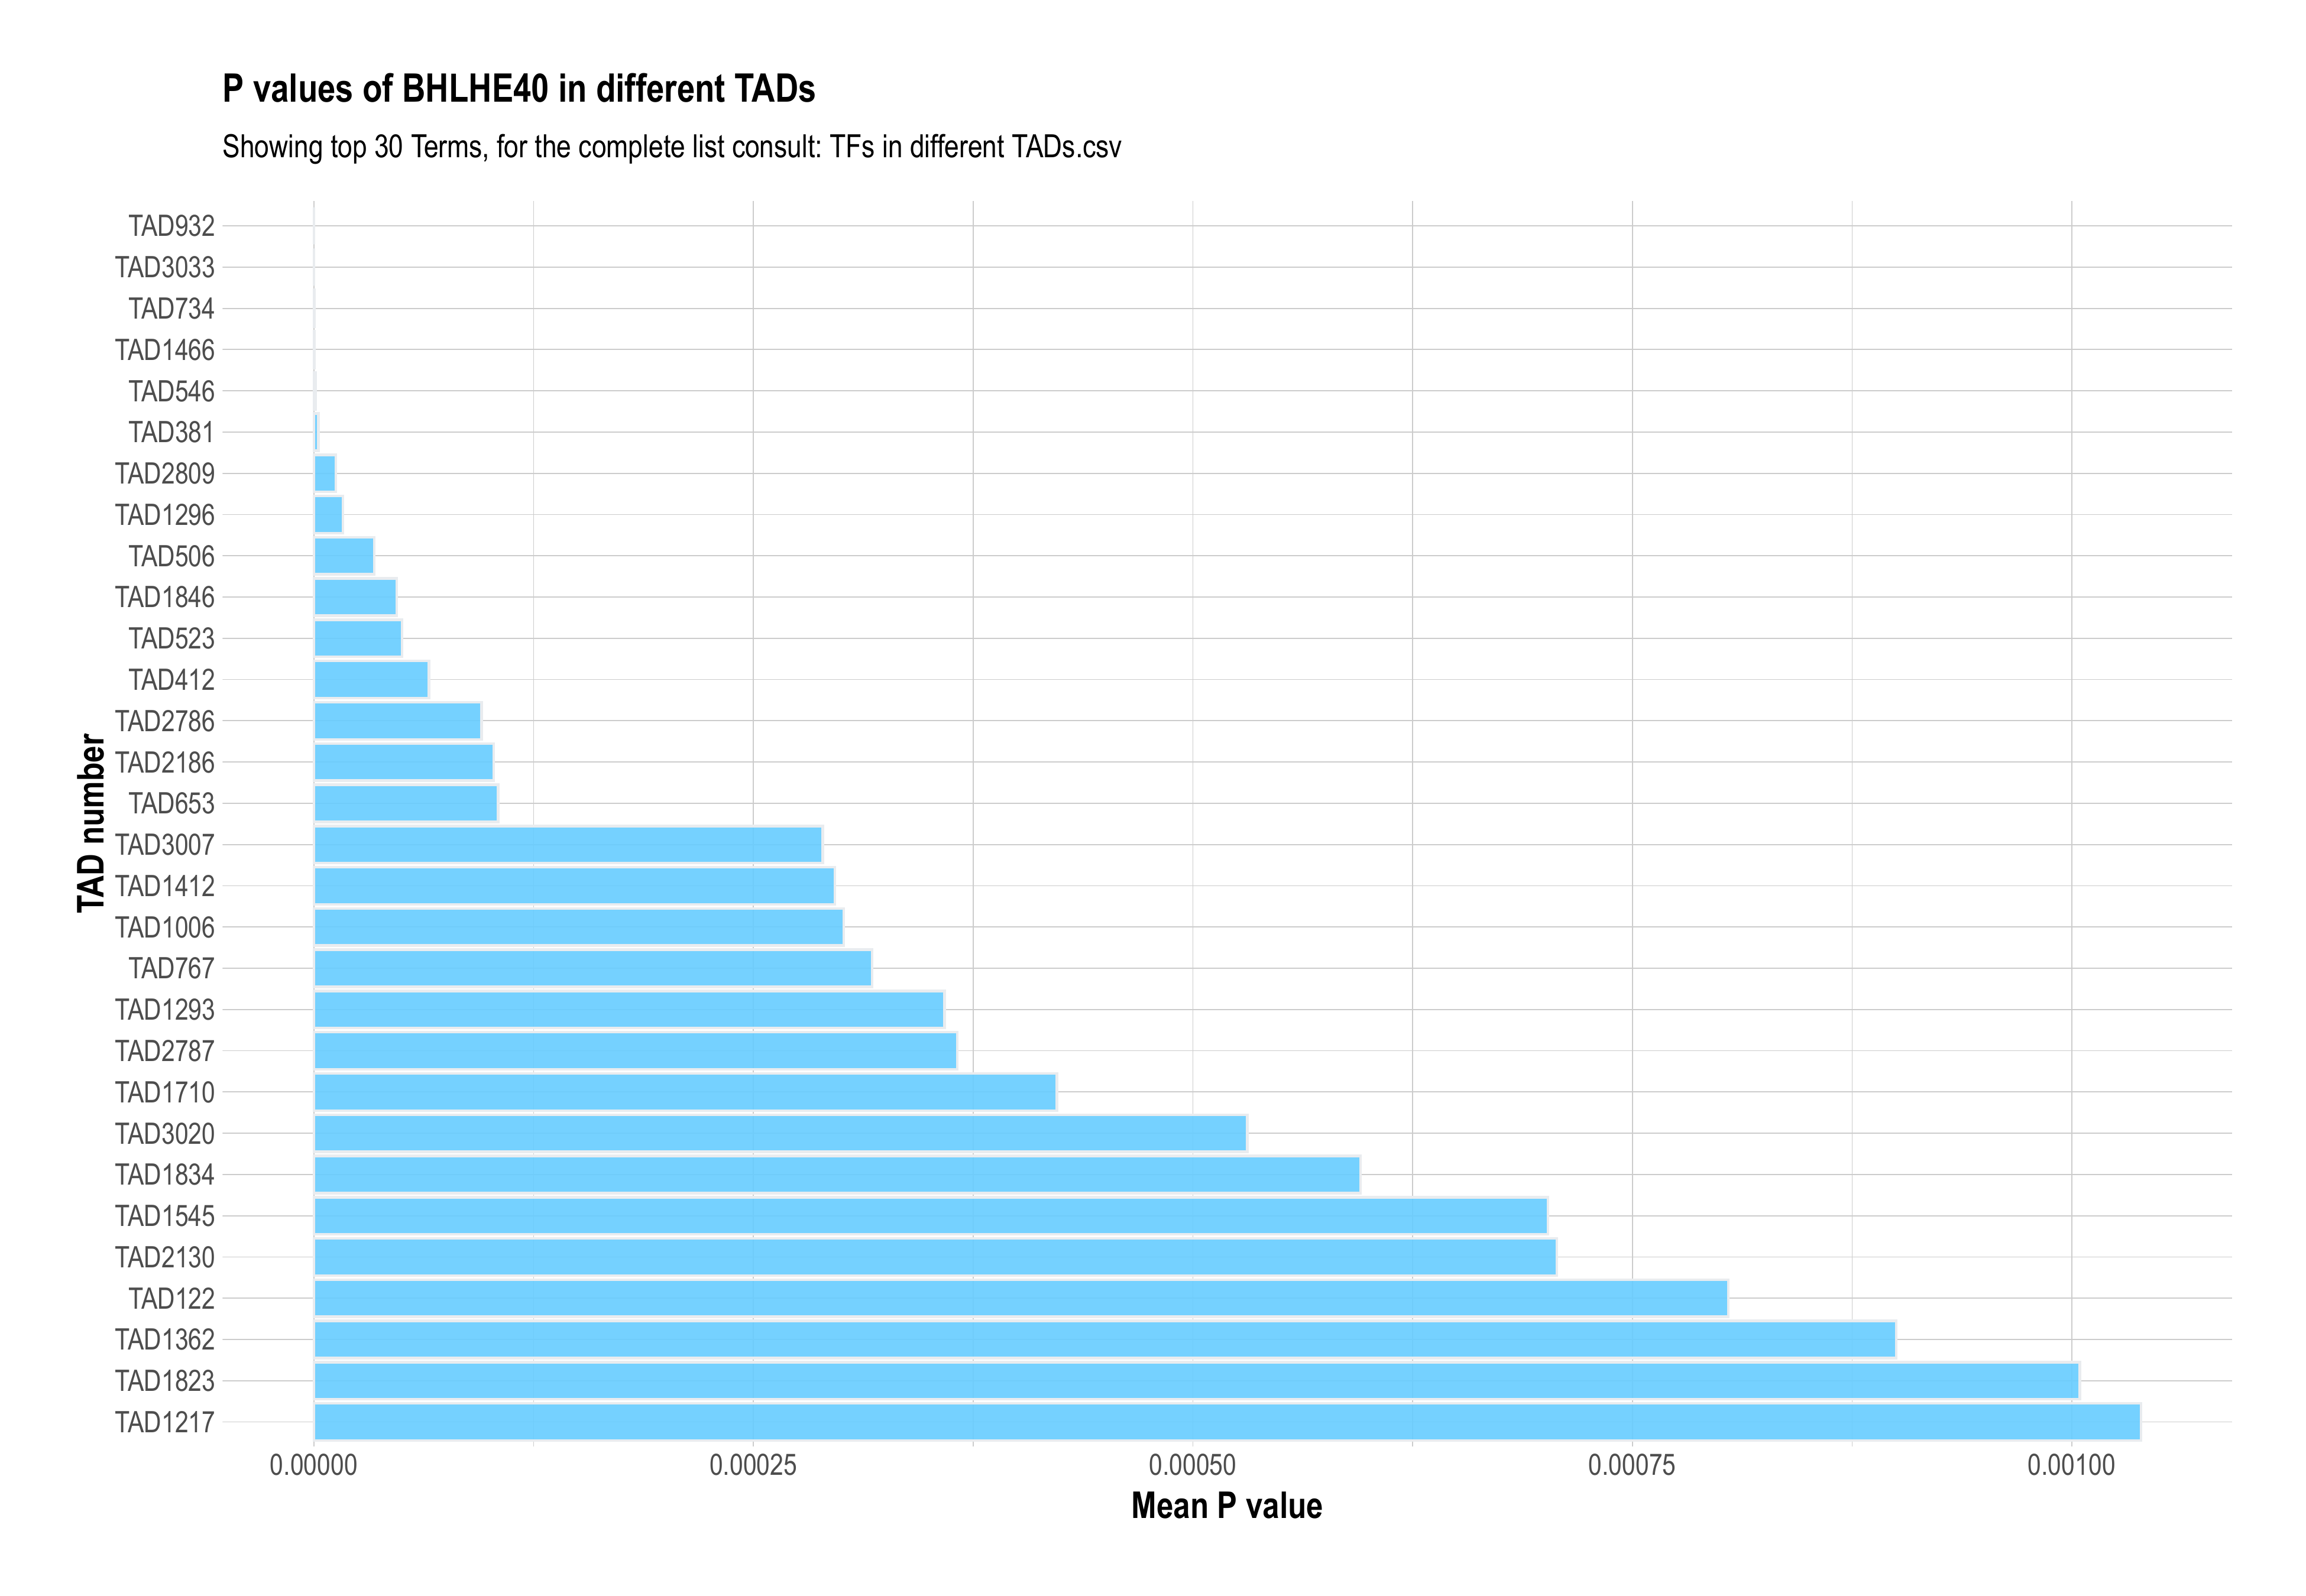 P values of BHLHE40 in different TADs
Showing top 30 Terms, for the complete list consult: TFs in different TADs.csv
TAD number
TAD932
TAD3033
TAD734
TAD1466
TAD546
TAD381
TAD2809
TAD1296
TAD506
TAD1846
TAD523
TAD412
TAD2786
TAD2186
TAD653
TAD3007
TAD1412
TAD1006
TAD767
TAD1293
TAD2787
TAD1710
TAD3020
TAD1834
TAD1545
TAD2130
TAD122
TAD1362
TAD1823
TAD1217
0.00000 0.00025 0.00050 0.00075 0.00100
Mean P value